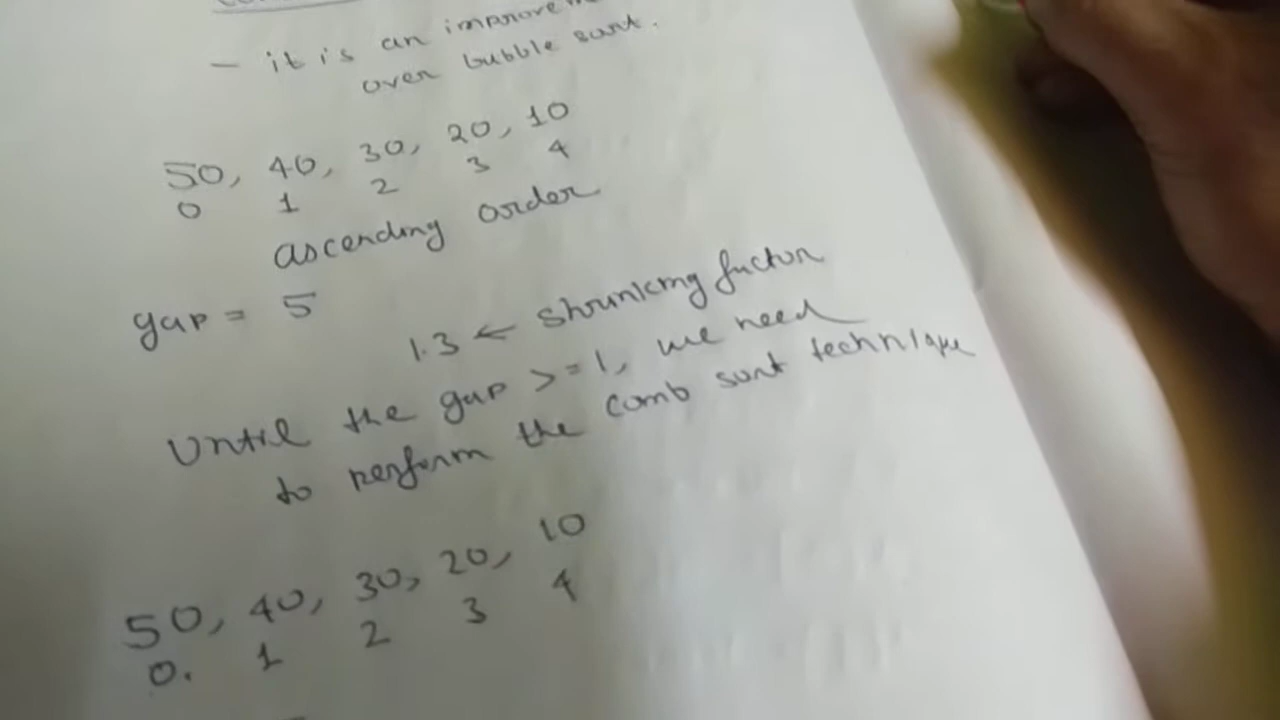 - it is an
over bubble sort.
50, 40, 30, 20, 10
0 1 2 3 4
ascending order
gap = 5
1.3 ← shrinking factor
Until the gap >=1, we need
to perform the comb sort technique
50, 40, 30, 20, 10
0. 1 2 3 4